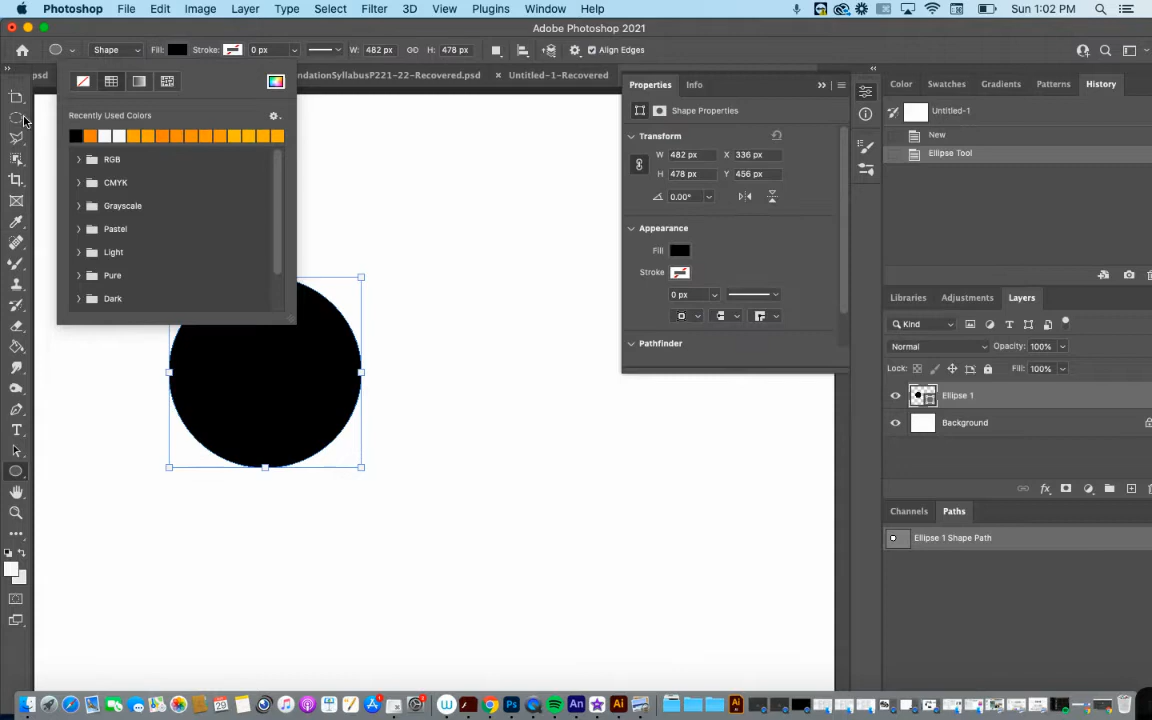 Photoshop File Edit Image Layer Type Select Filter 3D View Plugins Window Help Sun 1:02 PM
Adobe Photoshop 2021
Shape Fill: Stroke: 0 px W: 482 px H: 478 px Align Edges
psd ndationSyllabusP221-22-Recovered.psd Untitled-1-Recovered
Recently Used Colors
RGB
CMYK
Grayscale
Pastel
Light
Pure
Dark
Properties Info
Shape Properties
Transform
W 482 px X 336 px
H 478 px Y 456 px
0.00°
Appearance
Fill
Stroke
0 px
Pathfinder
Color Swatches Gradients Patterns History
Untitled-1
New
Ellipse Tool
Libraries Adjustments Layers
Kind
Normal Opacity: 100%
Lock: Fill: 100%
Ellipse 1
Background
Channels Paths
Ellipse 1 Shape Path